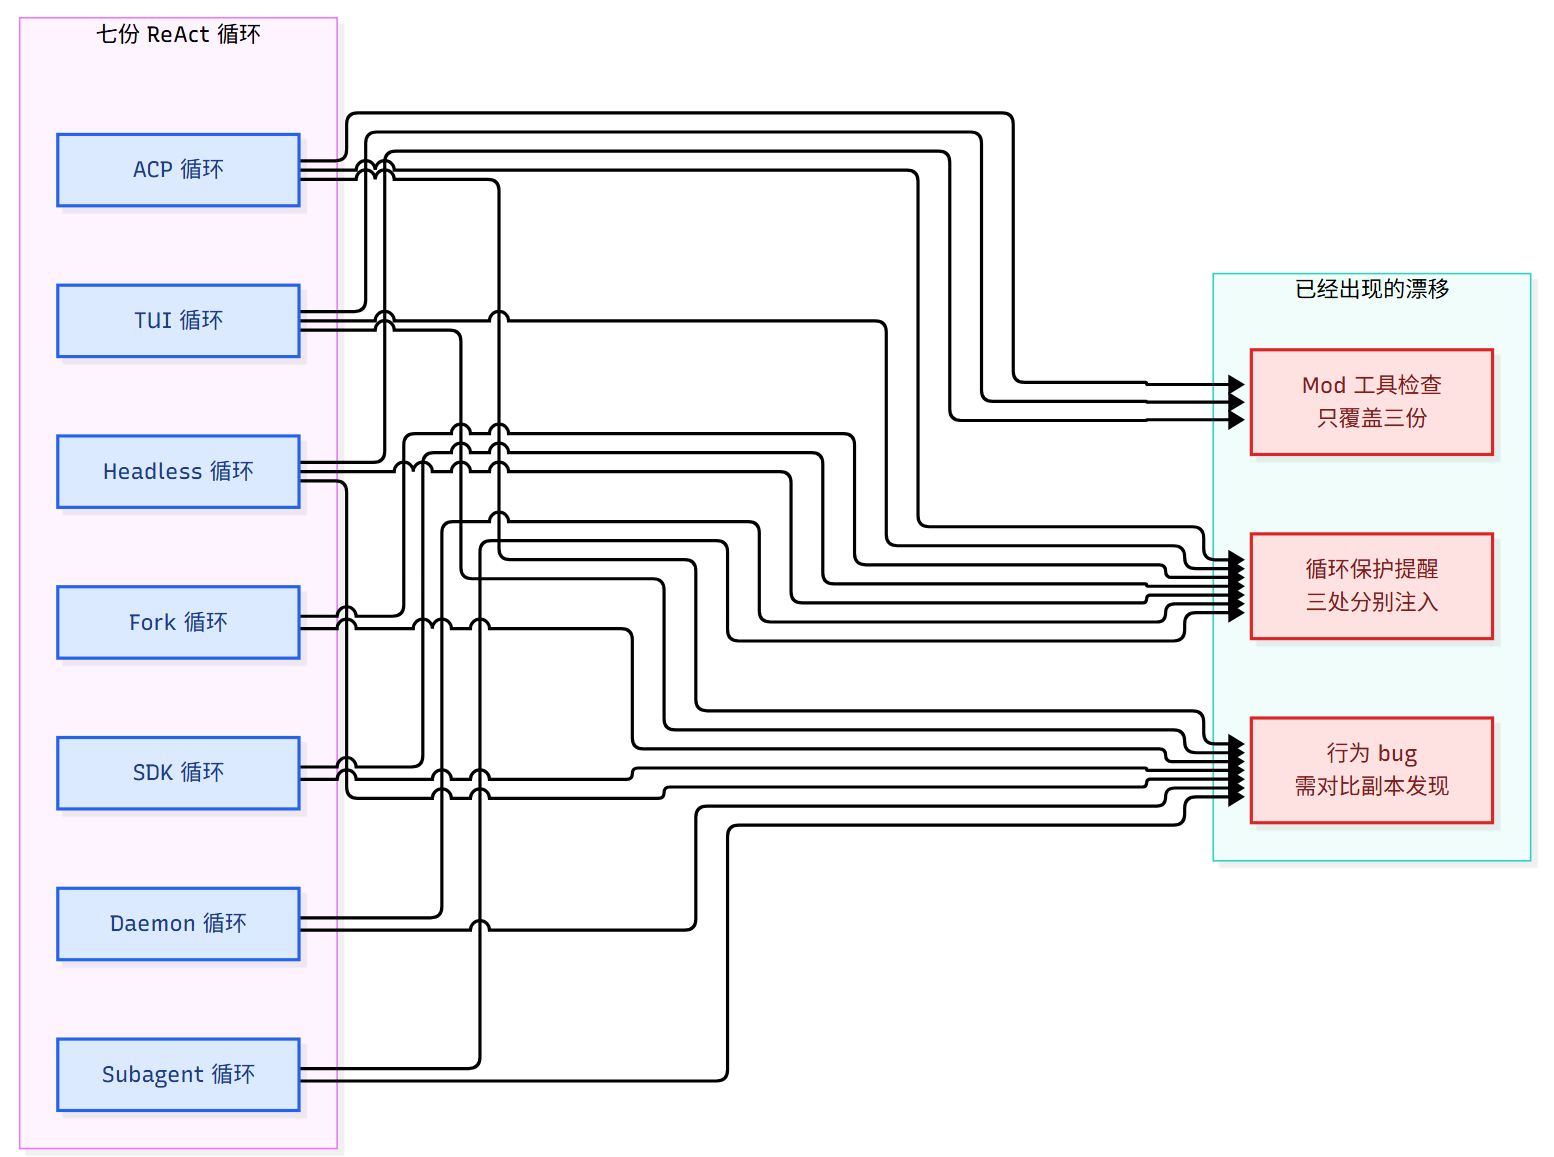 七份 ReAct 循环
ACP 循环
TUI 循环
Headless 循环
Fork 循环
SDK 循环
Daemon 循环
Subagent 循环
已经出现的漂移
Mod 工具检查
只覆盖三份
循环保护提醒
三处分别注入
行为 bug
需对比副本发现